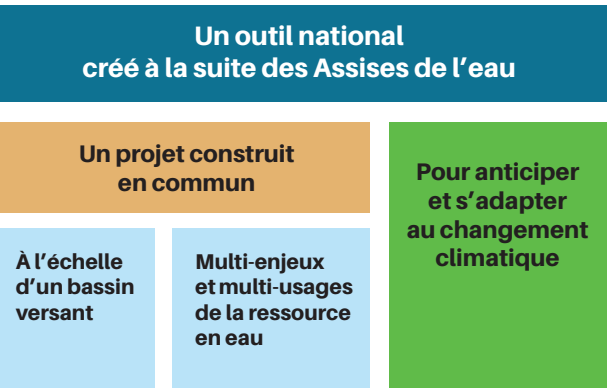 Un outil national
créé à la suite des Assises de l’eau
Un projet construit
en commun
À l’échelle
d’un bassin
versant
Multi-enjeux
et multi-usages
de la ressource
en eau
Pour anticiper
et s’adapter
au changement
climatique